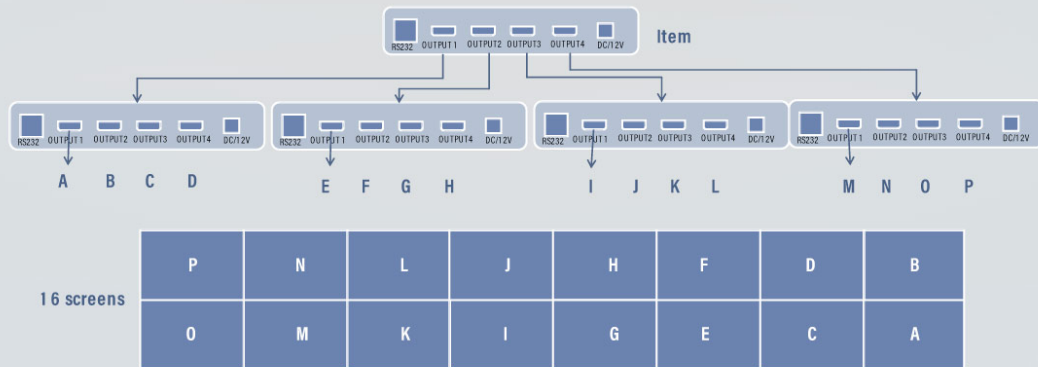 RS232 OUTPUT1 OUTPUT2 OUTPUT3 OUTPUT4 DC/12V
Item
RS232 OUTPUT1 OUTPUT2 OUTPUT3 OUTPUT4 DC/12V
RS232 OUTPUT1 OUTPUT2 OUTPUT3 OUTPUT4 DC/12V
RS232 OUTPUT1 OUTPUT2 OUTPUT3 OUTPUT4 DC/12V
RS232 OUTPUT1 OUTPUT2 OUTPUT3 OUTPUT4 DC/12V
A B C D
E F G H
I J K L
M N O P
16 screens
P N L J H F D B
O M K I G E C A